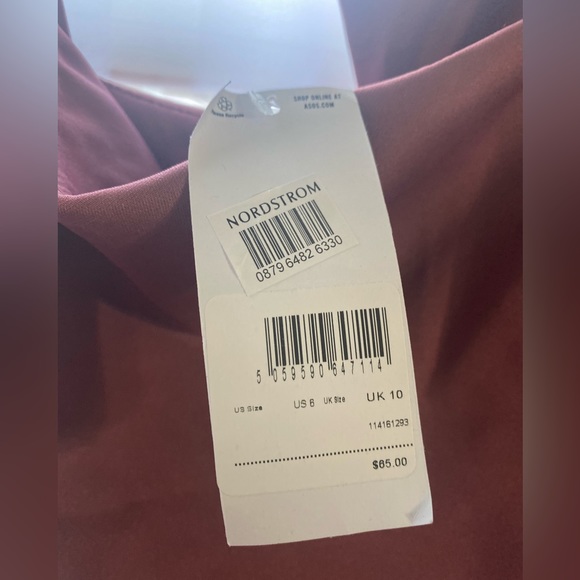 SHOP ONLINE AT
ASOS.COM
NORDSTROM
0879 6482 6330
5 059590 647114
US Size US 6 UK Size UK 10
114161293
$65.00